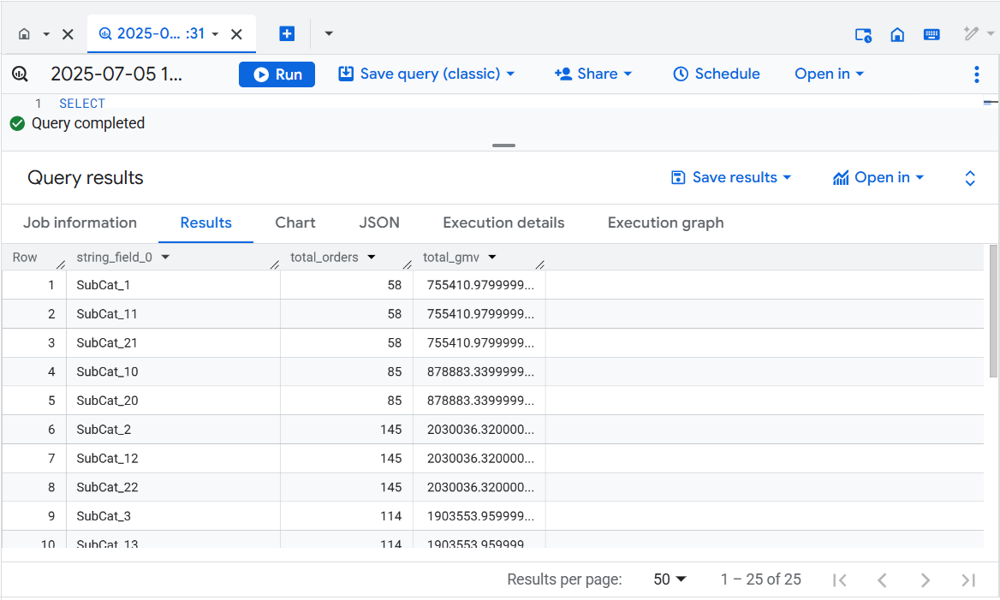 2025-0... :31
2025-07-05 1... Run Save query (classic) Share Schedule Open in
1 SELECT
Query completed
Query results Save results Open in
Job information Results Chart JSON Execution details Execution graph
Row string_field_0 total_orders total_gmv
1 SubCat_1 58 755410.9799999...
2 SubCat_11 58 755410.9799999...
3 SubCat_21 58 755410.9799999...
4 SubCat_10 85 878883.3399999...
5 SubCat_20 85 878883.3399999...
6 SubCat_2 145 2030036.320000...
7 SubCat_12 145 2030036.320000...
8 SubCat_22 145 2030036.320000...
9 SubCat_3 114 1903553.959999...
10 SubCat_13 114 1903553.959999...
Results per page: 50 1 – 25 of 25